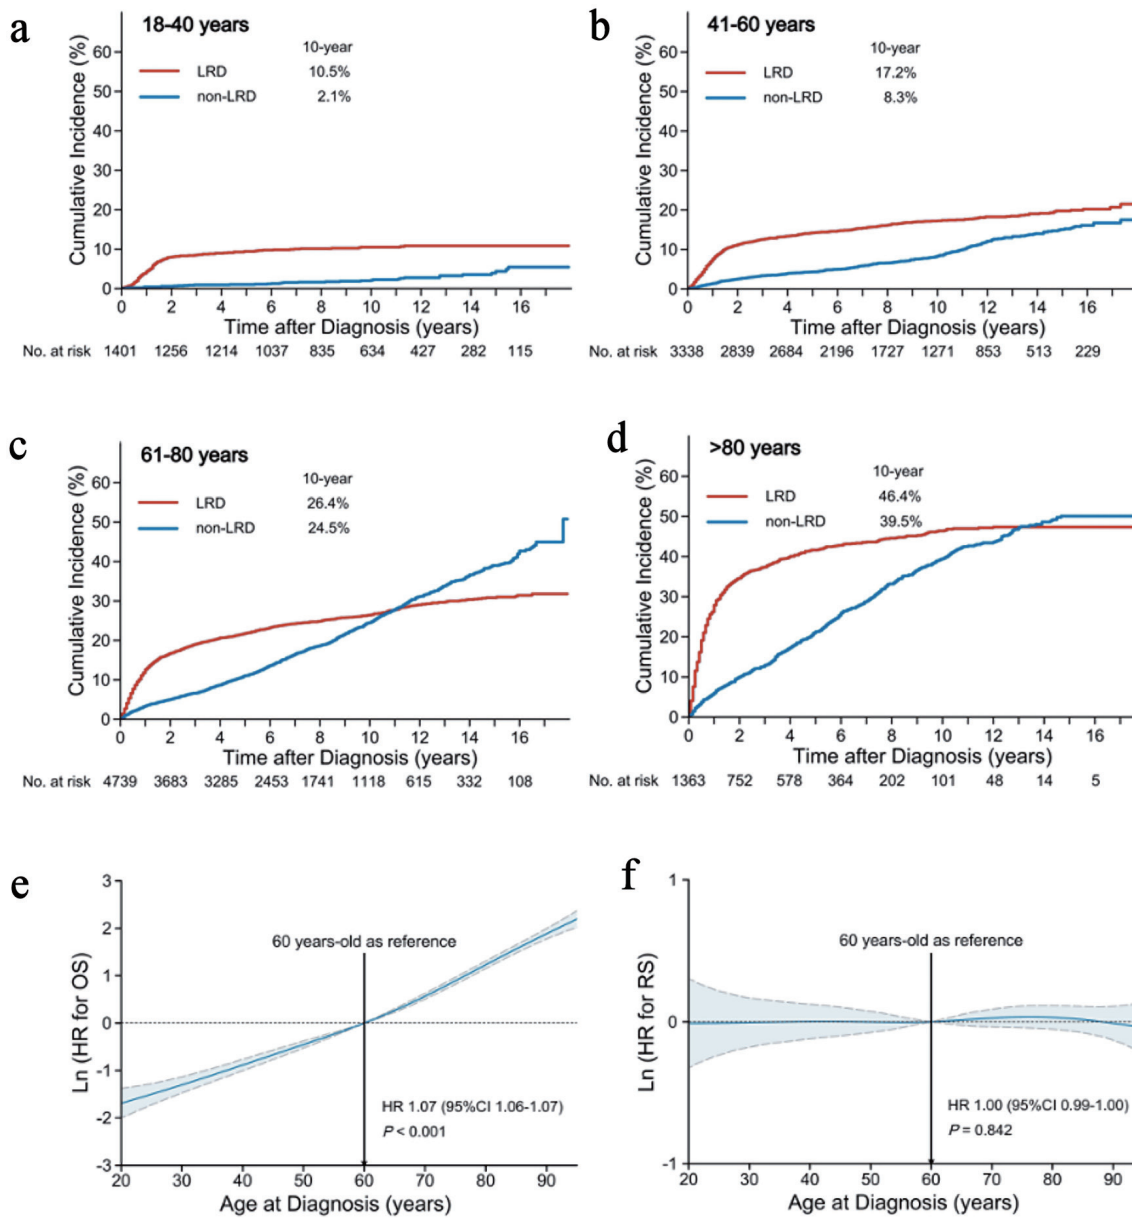 a
18-40 years
10-year
LRD 10.5%
non-LRD 2.1%
Cumulative Incidence (%)
60
50
40
30
20
10
0
0 2 4 6 8 10 12 14 16
Time after Diagnosis (years)
No. at risk 1401 1256 1214 1037 835 634 427 282 115
b
41-60 years
10-year
LRD 17.2%
non-LRD 8.3%
Cumulative Incidence (%)
60
50
40
30
20
10
0
0 2 4 6 8 10 12 14 16
Time after Diagnosis (years)
No. at risk 3338 2839 2684 2196 1727 1271 853 513 229
c
61-80 years
10-year
LRD 26.4%
non-LRD 24.5%
Cumulative Incidence (%)
60
50
40
30
20
10
0
0 2 4 6 8 10 12 14 16
Time after Diagnosis (years)
No. at risk 4739 3683 3285 2453 1741 1118 615 332 108
d
>80 years
10-year
LRD 46.4%
non-LRD 39.5%
Cumulative Incidence (%)
60
50
40
30
20
10
0
0 2 4 6 8 10 12 14 16
Time after Diagnosis (years)
No. at risk 1363 752 578 364 202 101 48 14 5
e
Ln (HR for OS)
3
2
1
0
-1
-2
-3
60 years-old as reference
HR 1.07 (95%CI 1.06-1.07)
P < 0.001
20 30 40 50 60 70 80 90
Age at Diagnosis (years)
f
Ln (HR for RS)
1
0
-1
60 years-old as reference
HR 1.00 (95%CI 0.99-1.00)
P = 0.842
20 30 40 50 60 70 80 90
Age at Diagnosis (years)